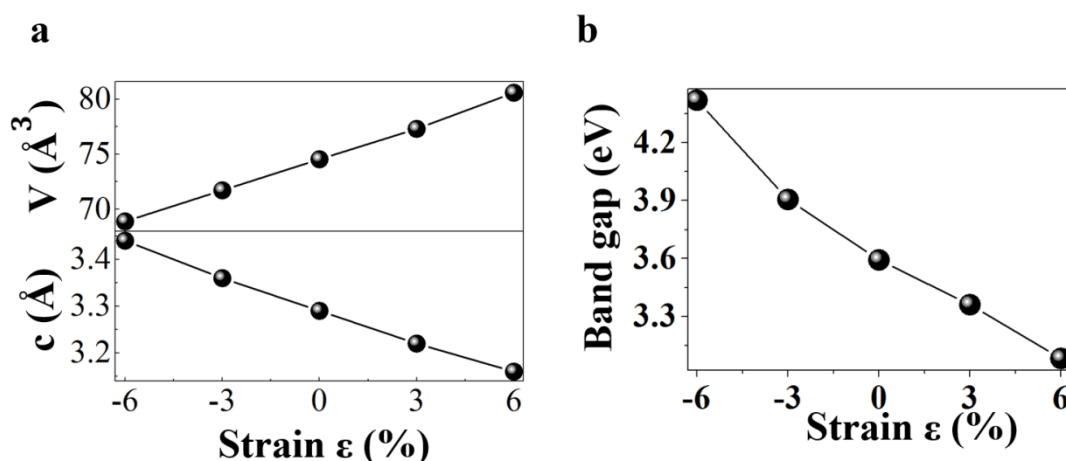 a
V (Å³)
80
75
70
c (Å)
3.4
3.3
3.2
-6 -3 0 3 6
Strain ε (%)
b
Band gap (eV)
4.2
3.9
3.6
3.3
-6 -3 0 3 6
Strain ε (%)